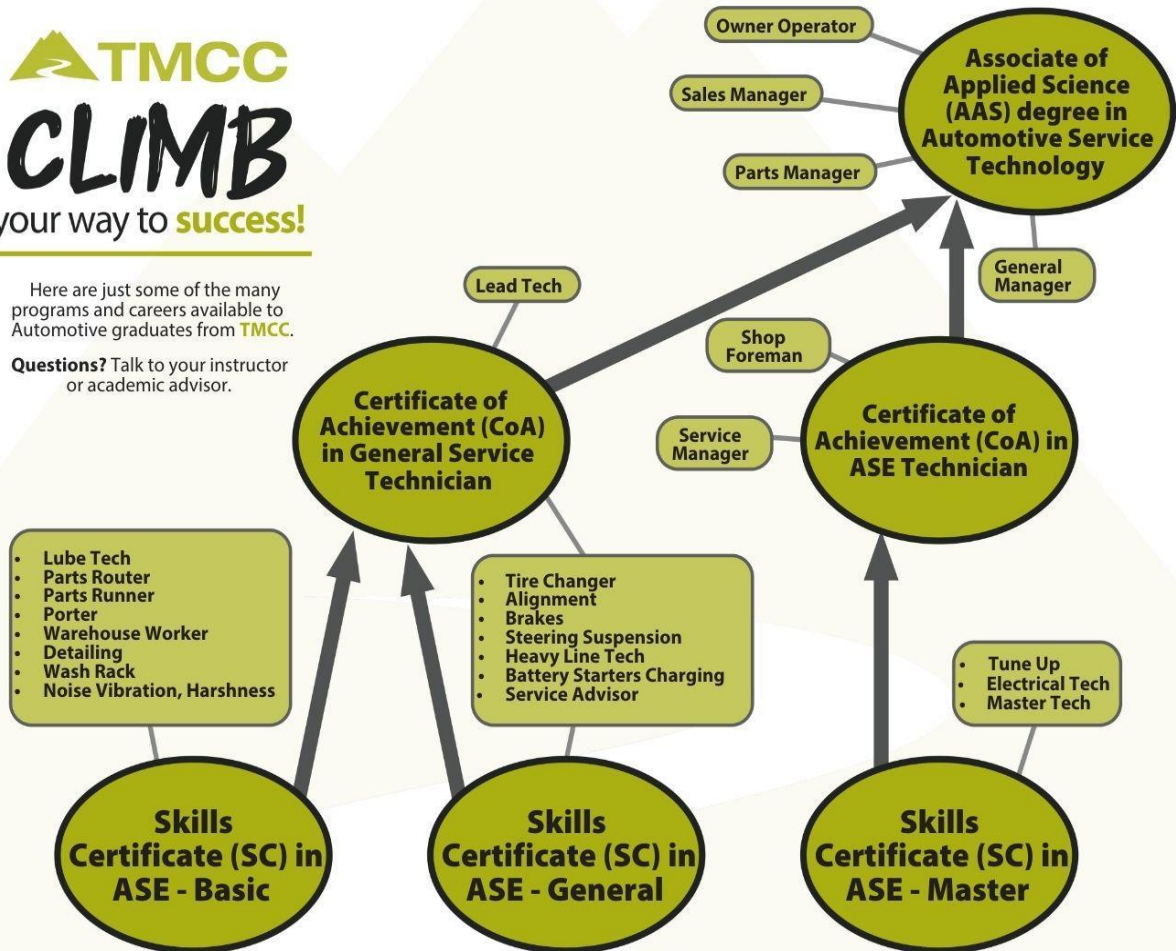 TMCC
CLIMB
your way to success!
Here are just some of the many
programs and careers available to
Automotive graduates from TMCC.
Questions? Talk to your instructor
or academic advisor.
Owner Operator
Sales Manager
Parts Manager
Associate of
Applied Science
(AAS) degree in
Automotive Service
Technology
General
Manager
Lead Tech
Certificate of
Achievement (CoA)
in General Service
Technician
Shop
Foreman
Service
Manager
Certificate of
Achievement (CoA) in
ASE Technician
• Lube Tech
• Parts Router
• Parts Runner
• Porter
• Warehouse Worker
• Detailing
• Wash Rack
• Noise Vibration, Harshness
• Tire Changer
• Alignment
• Brakes
• Steering Suspension
• Heavy Line Tech
• Battery Starters Charging
• Service Advisor
• Tune Up
• Electrical Tech
• Master Tech
Skills
Certificate (SC) in
ASE - Basic
Skills
Certificate (SC) in
ASE - General
Skills
Certificate (SC) in
ASE - Master